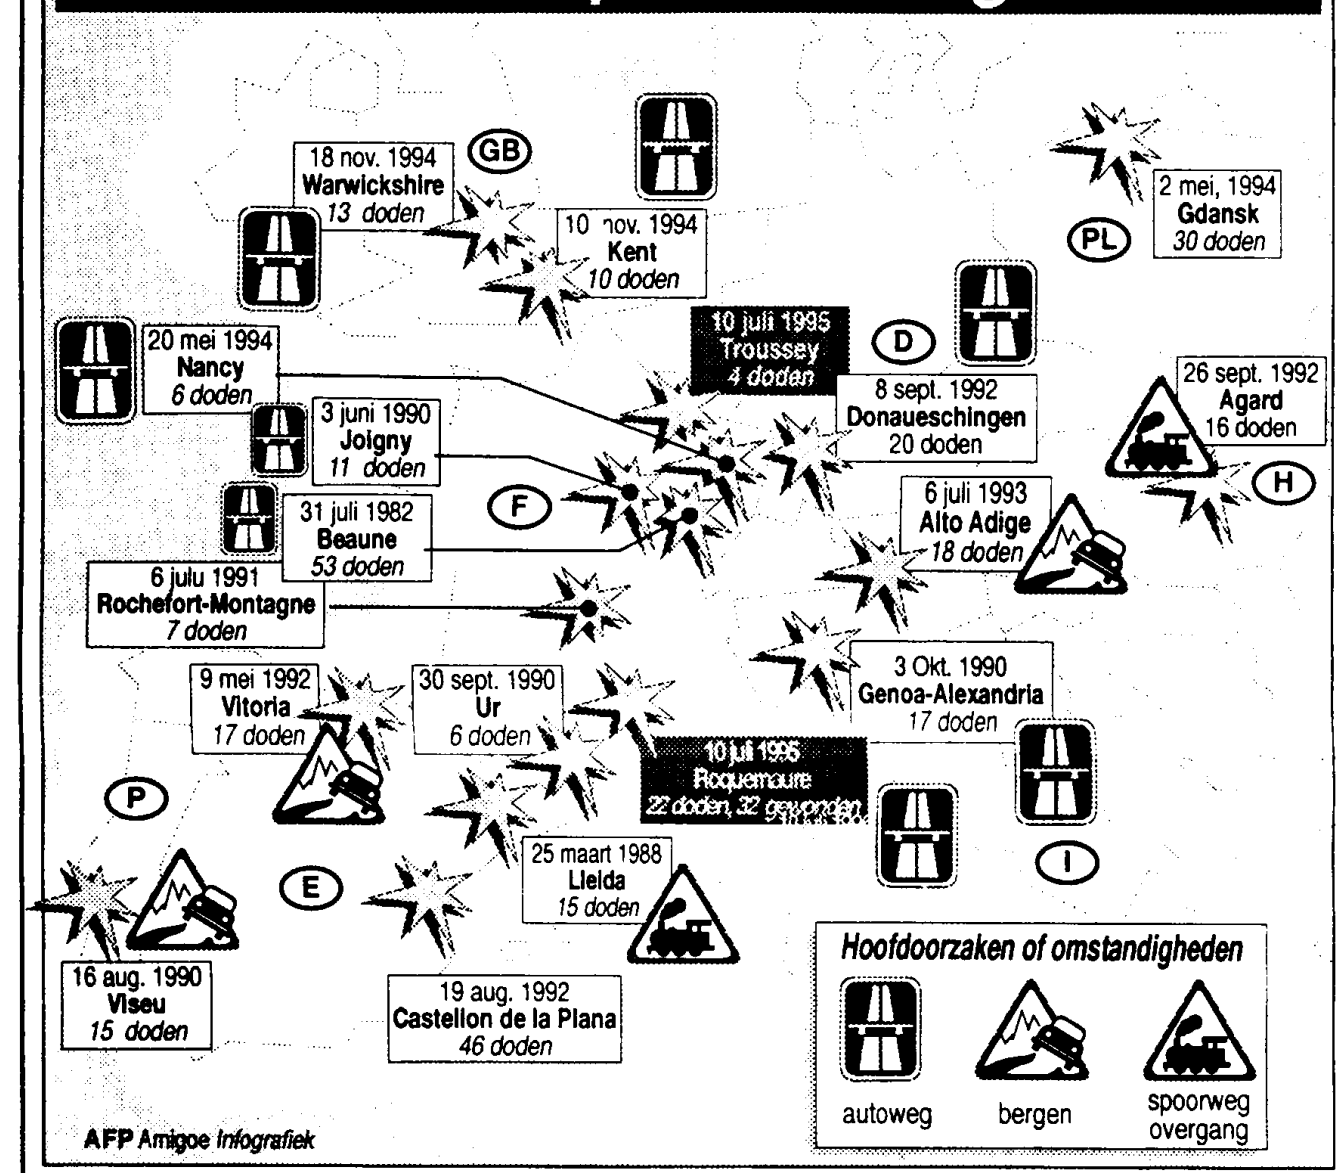 18 nov. 1994
Warwickshire
13 doden
GB
10 nov. 1994
Kent
10 doden
2 mei, 1994
Gdansk
30 doden
PL
20 mei 1994
Nancy
6 doden
10 juli 1995
Troussey
4 doden
D
3 juni 1990
Joigny
11 doden
8 sept. 1992
Donaueschingen
20 doden
26 sept. 1992
Agard
16 doden
H
F
31 juli 1982
Beaune
53 doden
6 juli 1993
Alto Adige
18 doden
6 julu 1991
Rochefort-Montagne
7 doden
9 mei 1992
Vitoria
17 doden
30 sept. 1990
Ur
6 doden
3 Okt. 1990
Genoa-Alexandria
17 doden
10 juli 1995
Roquemaure
22 doden, 32 gewonden
P
E
I
25 maart 1988
Lleida
15 doden
16 aug. 1990
Viseu
15 doden
19 aug. 1992
Castellon de la Plana
46 doden
Hoofdoorzaken of omstandigheden
autoweg
bergen
spoorweg
overgang
AFP Amigoe Infografiek